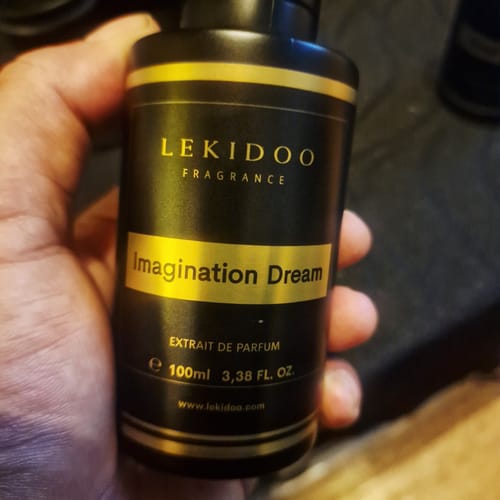 LEKIDOO
FRAGRANCE
Imagination Dream
EXTRAIT DE PARFUM
℮ 100ml 3,38 FL. OZ.
www.lekidoo.com